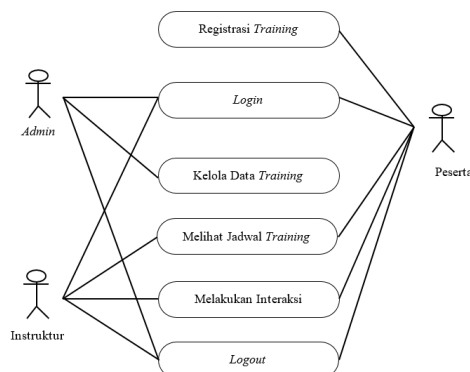 Registrasi Training
Login
Admin
Kelola Data Training
Peserta
Melihat Jadwal Training
Melakukan Interaksi
Instruktur
Logout